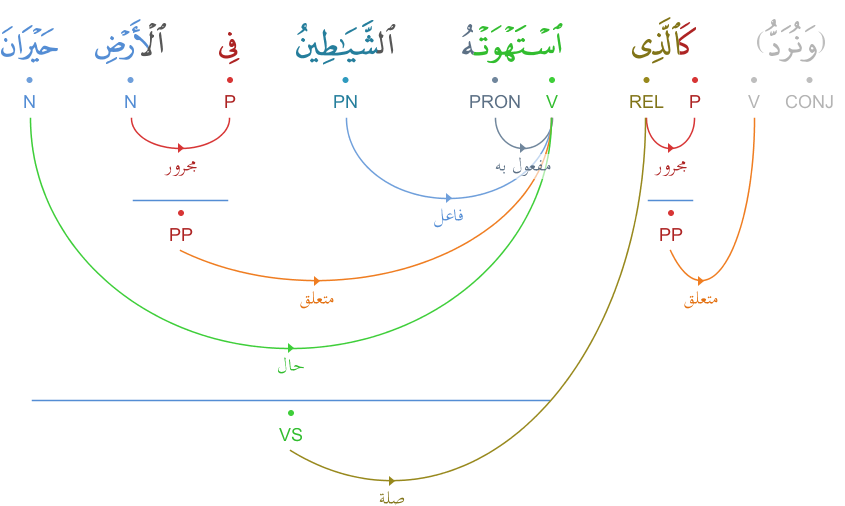 (وَنُرَدُّ) كَٱلَّذِى ٱسْتَهْوَتْهُ ٱلشَّيَـٰطِينُ فِى ٱلْأَرْضِ حَيْرَانَ
CONJ V P REL V PRON PN P N N
مجرور مفعول به مجرور
فاعل
PP PP
متعلق متعلق
حال
VS
صلة